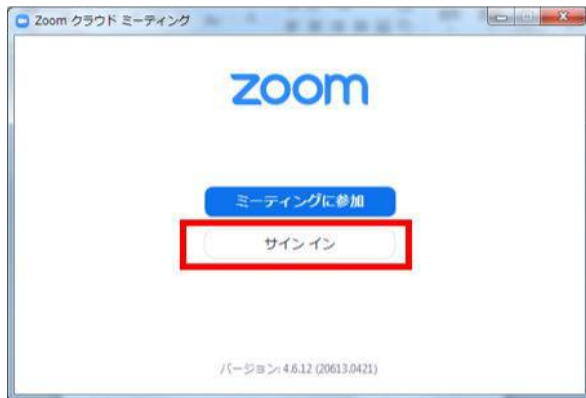 Zoom クラウド ミーティング
zoom
ミーティングに参加
サイン イン
バージョン: 4.6.12 (20613.0421)